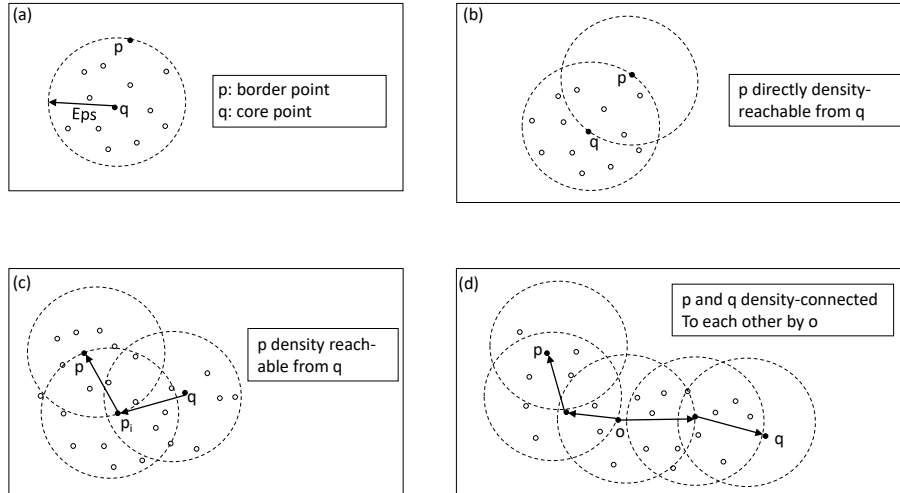 (a)
p
q
Eps
p: border point
q: core point
(b)
p
q
p directly density-
reachable from q
(c)
p
q
pᵢ
p density reach-
able from q
(d)
p and q density-connected
To each other by o
p
o
q